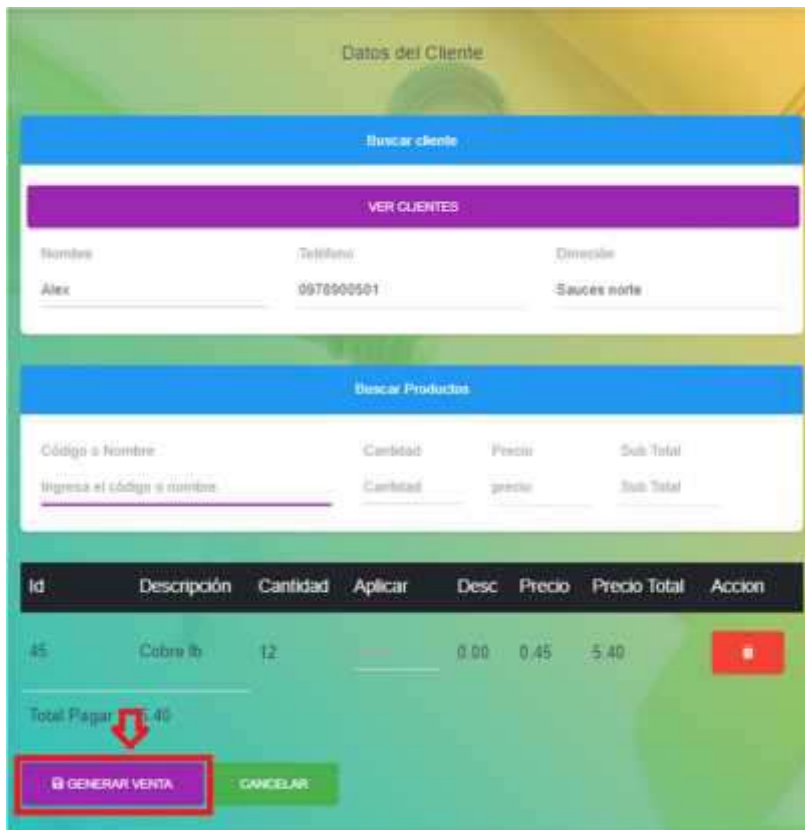 Datos del Cliente
Buscar cliente
VER CLIENTES
Nombre Teléfono Dirección
Alex 0978900501 Sauces norte
Buscar Productos
Código o Nombre Cantidad Precio Sub Total
Ingresa el código o nombre Cantidad precio Sub Total
Id Descripción Cantidad Aplicar Desc Precio Precio Total Accion
45 Cobre lb 12 0.00 0.45 5.40
Total Pagar 5.40
GENERAR VENTA CANCELAR